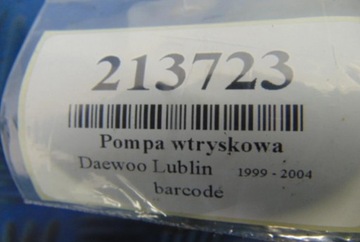 213723
Pompa wtryskowa
Daewoo Lublin 1999 - 2004
barcode